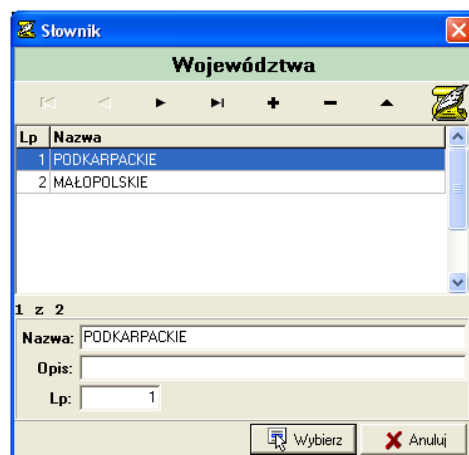 Słownik
Województwa
Lp Nazwa
1 PODKARPACKIE
2 MAŁOPOLSKIE
1 z 2
Nazwa: PODKARPACKIE
Opis:
Lp: 1
Wybierz Anuluj